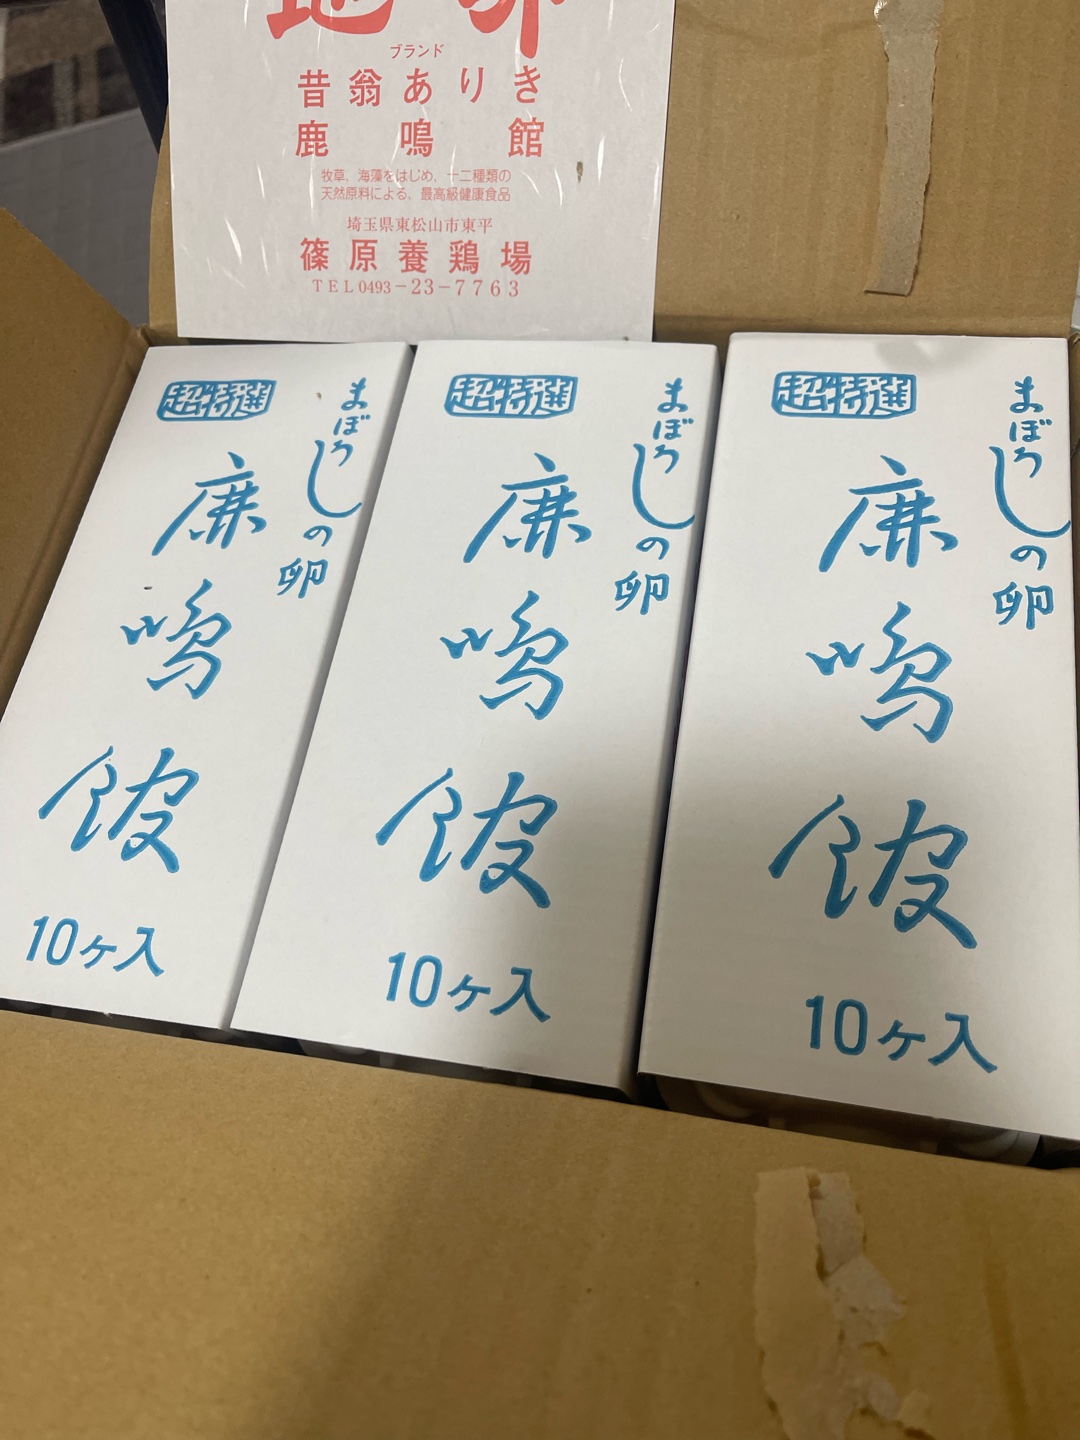 地卵
ブランド
昔翁ありき
鹿鳴館
牧草、海藻をはじめ、十二種類の
天然原料による、最高級健康食品
埼玉県東松山市東平
篠原養鶏場
TEL0493-23-7763
超特選
まぼろしの卵
鹿鳴館
10ヶ入
超特選
まぼろしの卵
鹿鳴館
10ヶ入
超特選
まぼろしの卵
鹿鳴館
10ヶ入